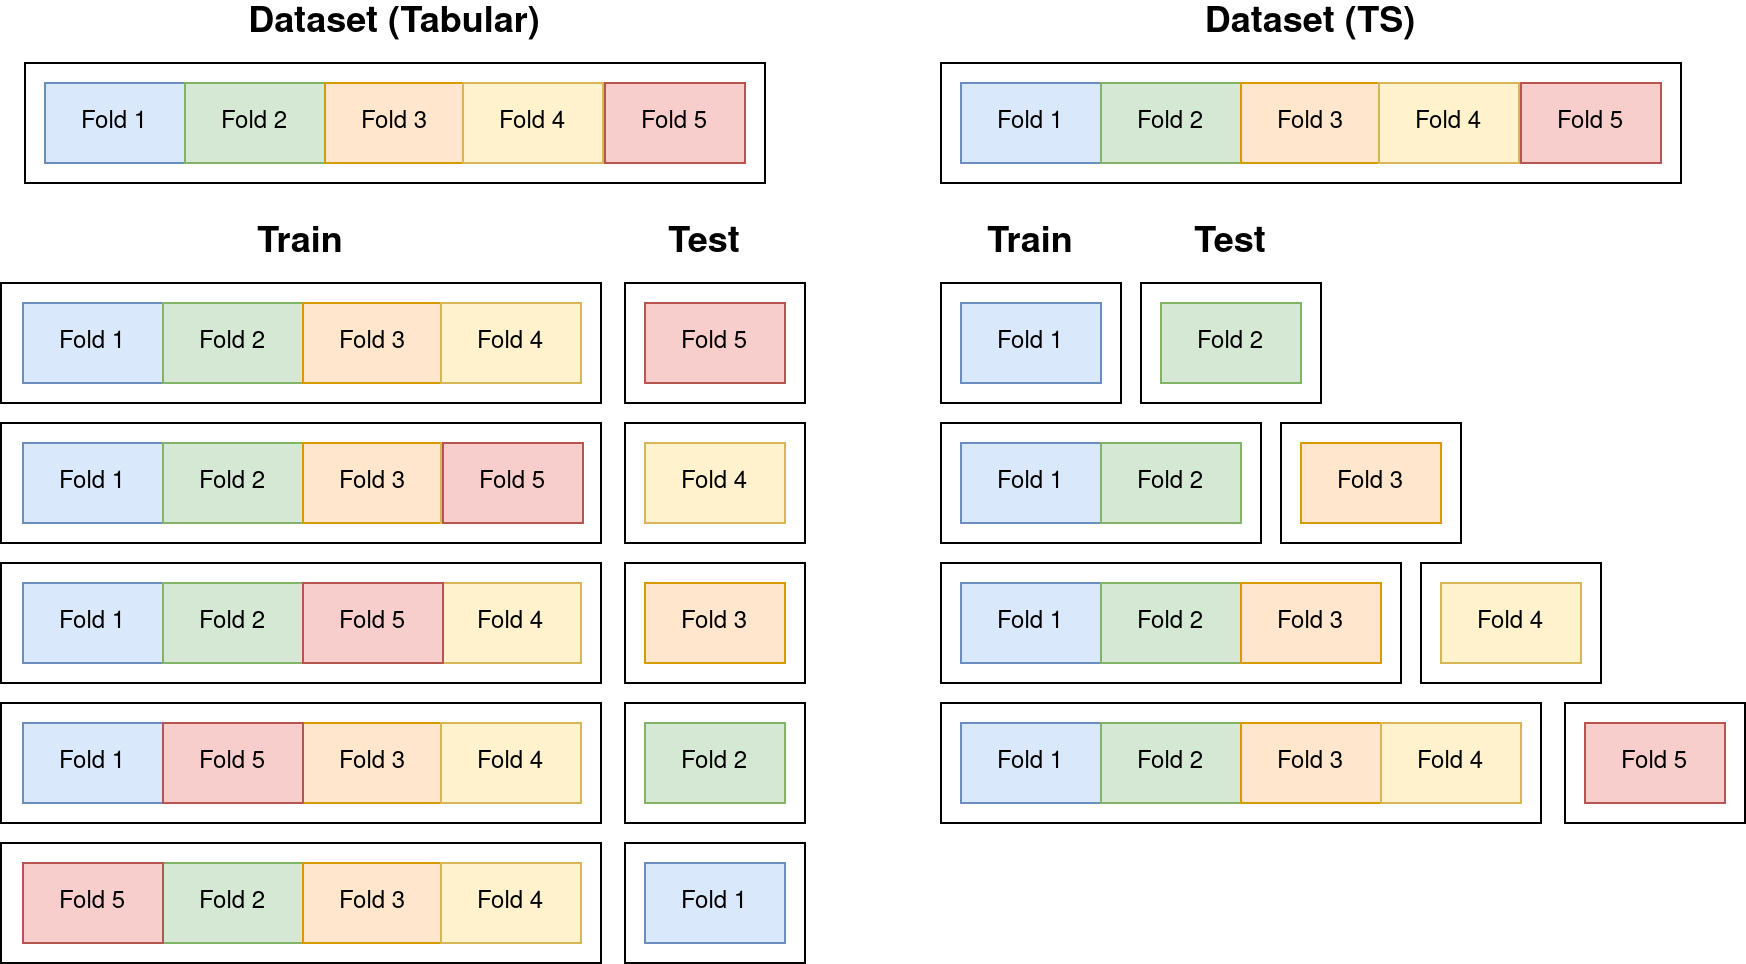 Dataset (Tabular)
Fold 1 Fold 2 Fold 3 Fold 4 Fold 5
Train Test
Fold 1 Fold 2 Fold 3 Fold 4 Fold 5
Fold 1 Fold 2 Fold 3 Fold 5 Fold 4
Fold 1 Fold 2 Fold 5 Fold 4 Fold 3
Fold 1 Fold 5 Fold 3 Fold 4 Fold 2
Fold 5 Fold 2 Fold 3 Fold 4 Fold 1
Dataset (TS)
Fold 1 Fold 2 Fold 3 Fold 4 Fold 5
Train Test
Fold 1 Fold 2
Fold 1 Fold 2 Fold 3
Fold 1 Fold 2 Fold 3 Fold 4
Fold 1 Fold 2 Fold 3 Fold 4 Fold 5